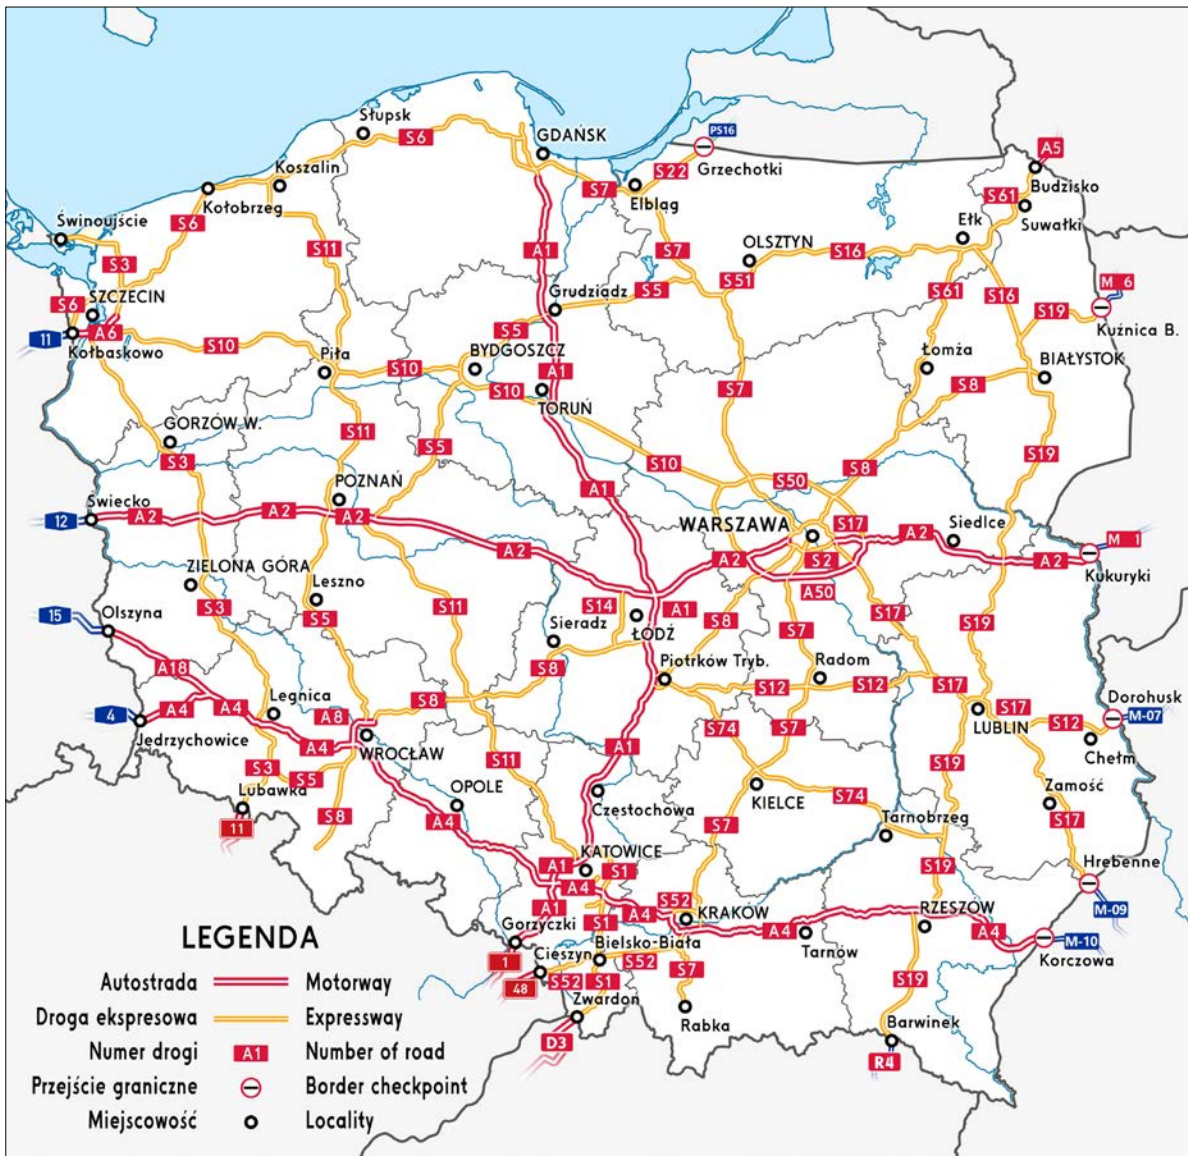 Słupsk
S6
GDAŃSK
P516
Grzechotki
A5
Koszalin
S22
Budzisko
Kołobrzeg
S7
Elbląg
S61
Suwałki
Świnoujście
S6
S3
S11
A1
S7
OLSZTYN
S16
Ełk
SZCZECIN
S6
S51
S5
Grudziądz
S61
S16
M 6
S19
Kuźnica B.
11
A6
Kołbaskowo
S10
Piła
S5
BYDGOSZCZ
S10
A1
S10
TORUŃ
S7
Łomża
S8
BIAŁYSTOK
GORZÓW W.
S3
S11
S5
S10
S8
S19
POZNAŃ
A1
S50
Świecko
12
A2
A2
A2
A2
WARSZAWA
S17
A2
Siedlce
M 1
A2
S2
A2
Kukuryki
ZIELONA GÓRA
S3
Leszno
S5
S11
S14
A1
A50
Olszyna
15
Sieradz
ŁÓDŹ
S8
S7
S17
S19
A18
S8
Piotrków Tryb.
Radom
S12
S12
S17
Legnica
A4
4
A4
A8
S8
Jedrzychowice
A4
WROCŁAW
S74
S7
LUBLIN
S17
S12
Dorohusk
M-07
Chełm
S3
S5
S11
A1
Lubawka
11
S8
OPOLE
A4
Częstochowa
KIELCE
S74
S19
Zamość
S7
Tarnobrzeg
S17
KATOWICE
A1
A4
S1
S19
Hrebenne
M-09
A1
A4
S52
KRAKÓW
RZESZÓW
Gorzyczki
S1
A4
Tarnów
A4
M-10
Korczowa
1
Cieszyn
Bielsko-Biała
48
S52
S52
S1
S7
S19
Zwardon
Rabka
Barwinek
D3
R4
LEGENDA
Autostrada Motorway
Droga ekspresowa Expressway
Numer drogi A1 Number of road
Przejście graniczne Border checkpoint
Miejscowość Locality